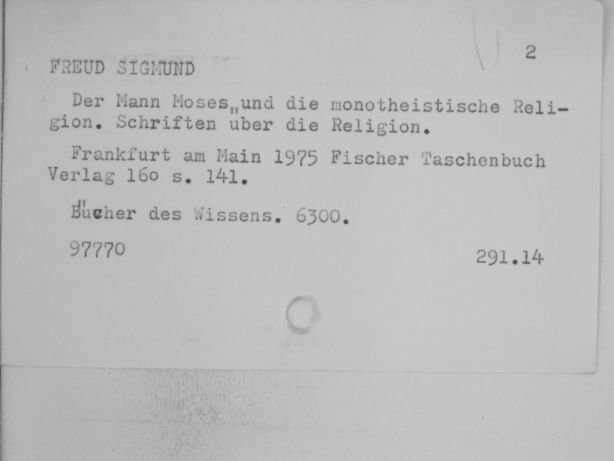 2
FREUD SIGMUND
Der Mann Moses und die monotheistische Reli-
gion. Schriften über die Religion.
Frankfurt am Main 1975 Fischer Taschenbuch
Verlag 16o s. 141.
Bücher des Wissens. 6300.
97770
291.14